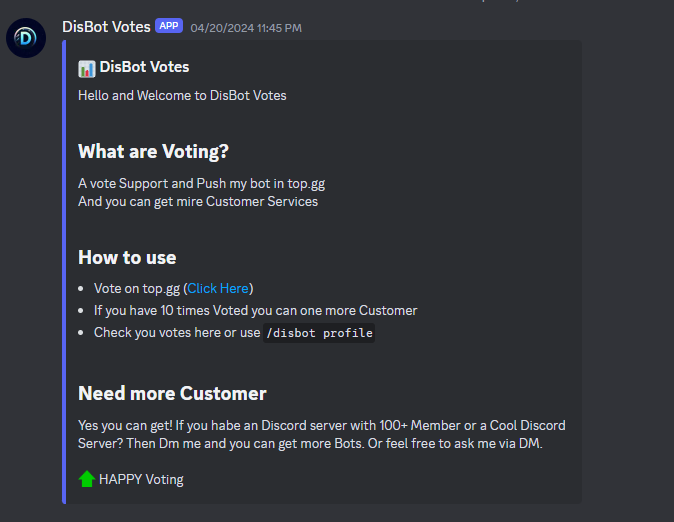 DisBot Votes APP 04/20/2024 11:45 PM
DisBot Votes
Hello and Welcome to DisBot Votes
What are Voting?
A vote Support and Push my bot in top.gg
And you can get mire Customer Services
How to use
• Vote on top.gg (Click Here)
• If you have 10 times Voted you can one more Customer
• Check you votes here or use /disbot profile
Need more Customer
Yes you can get! If you habe an Discord server with 100+ Member or a Cool Discord
Server? Then Dm me and you can get more Bots. Or feel free to ask me via DM.
HAPPY Voting